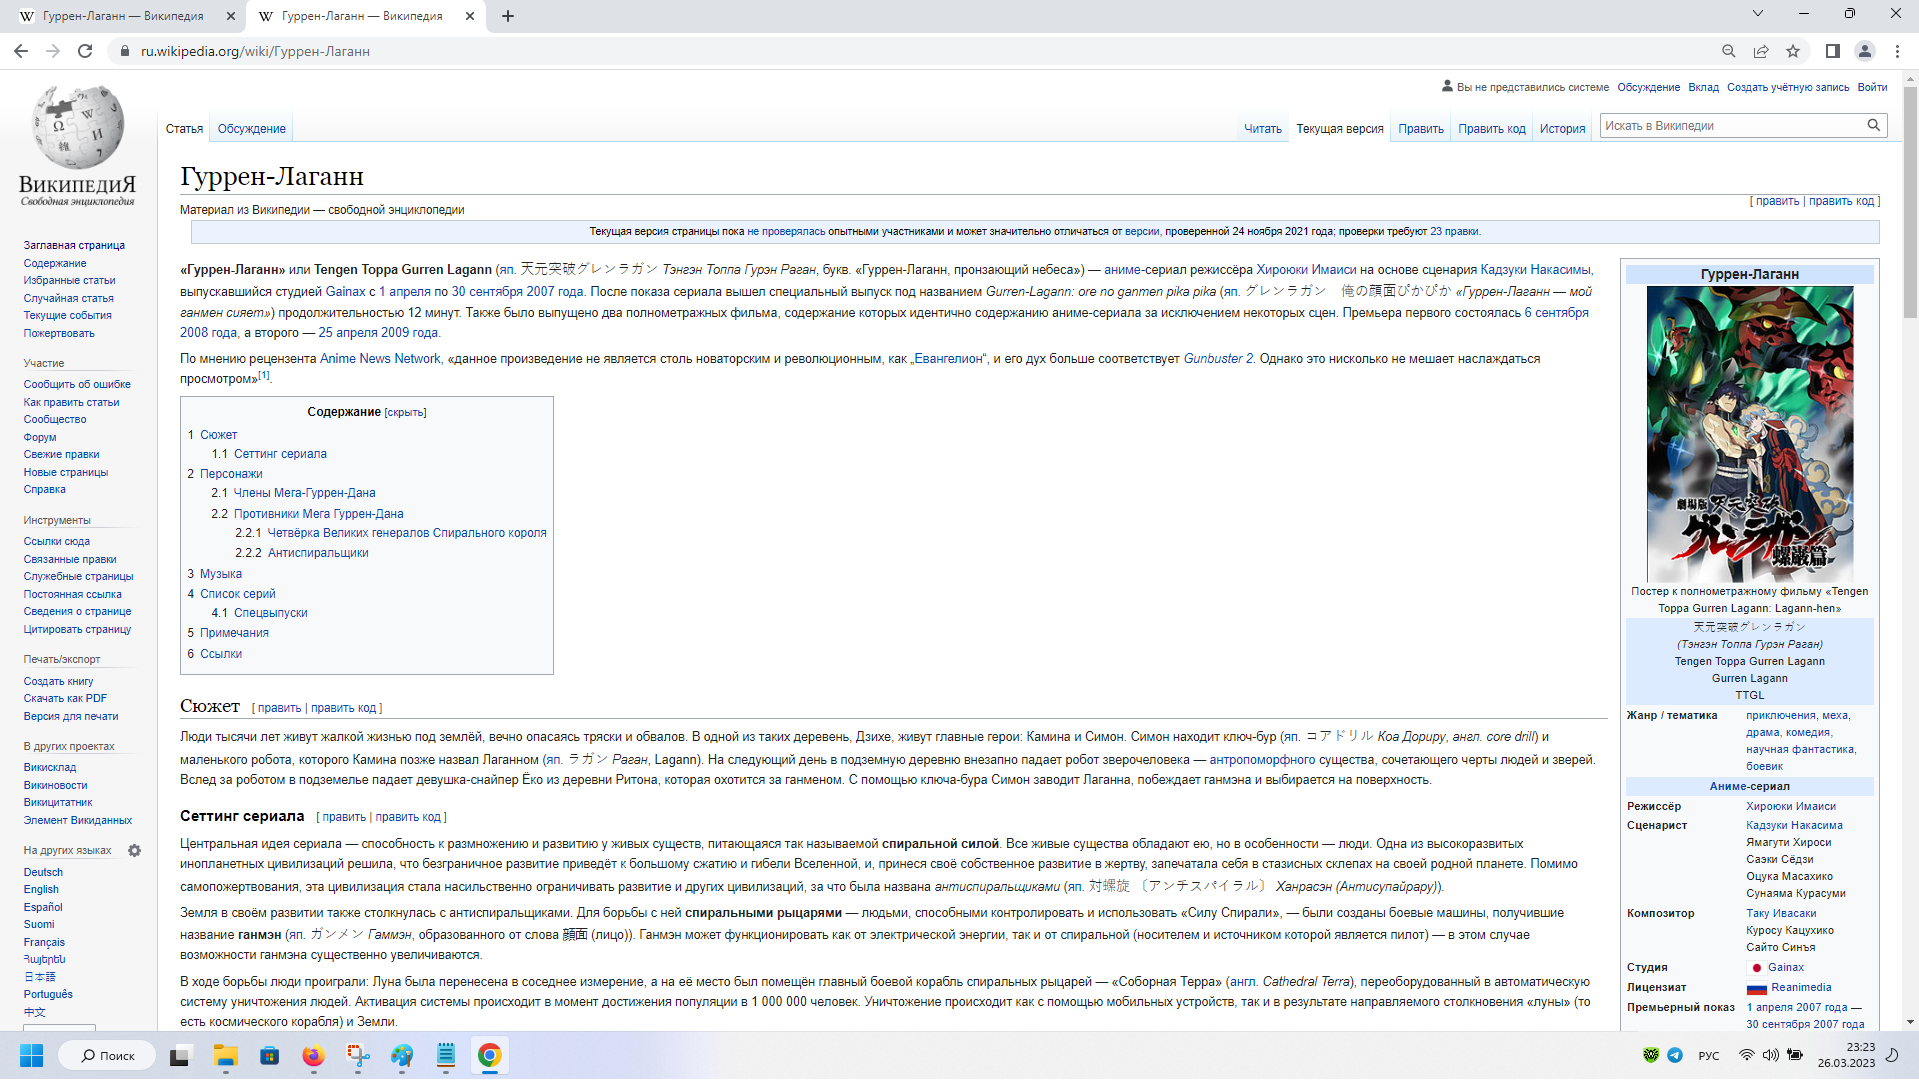 Гуррен-Лаганн — Википедия
Гуррен-Лаганн — Википедия
ru.wikipedia.org/wiki/Гуррен-Лаганн
Вы не представились системе Обсуждение Вклад Создать учётную запись Войти
Статья Обсуждение
Читать Текущая версия Править Править код История
Искать в Википедии
ВИКИПЕДИЯ
Свободная энциклопедия
Заглавная страница
Содержание
Избранные статьи
Случайная статья
Текущие события
Пожертвовать
Участие
Сообщить об ошибке
Как править статьи
Сообщество
Форум
Свежие правки
Новые страницы
Справка
Инструменты
Ссылки сюда
Связанные правки
Служебные страницы
Постоянная ссылка
Сведения о странице
Цитировать страницу
Печать/экспорт
Создать книгу
Скачать как PDF
Версия для печати
В других проектах
Викисклад
Викиновости
Викицитатник
Элемент Викиданных
На других языках
Deutsch
English
Español
Suomi
Français
Հայերեն
日本語
Português
中文
Гуррен-Лаганн
[ править | править код ]
Материал из Википедии — свободной энциклопедии
Текущая версия страницы пока не проверялась опытными участниками и может значительно отличаться от версии, проверенной 24 ноября 2021 года; проверки требуют 23 правки.
«Гуррен-Лаганн» или Tengen Toppa Gurren Lagann (яп. 天元突破グレンラガン Тэнгэн Топпа Гурэн Раган, букв. «Гуррен-Лаганн, пронзающий небеса») — аниме-сериал режиссёра Хироюки Имаиси на основе сценария Кадзуки Накасимы,
выпускавшийся студией Gainax с 1 апреля по 30 сентября 2007 года. После показа сериала вышел специальный выпуск под названием Gurren-Lagann: ore no ganmen pika pika (яп. グレンラガン　俺の顔面ぴかぴか «Гуррен-Лаганн — мой
ганмен сияет») продолжительностью 12 минут. Также было выпущено два полнометражных фильма, содержание которых идентично содержанию аниме-сериала за исключением некоторых сцен. Премьера первого состоялась 6 сентября
2008 года, а второго — 25 апреля 2009 года.
По мнению рецензента Anime News Network, «данное произведение не является столь новаторским и революционным, как „Евангелион“, и его дух больше соответствует Gunbuster 2. Однако это нисколько не мешает наслаждаться
просмотром»[1].
Содержание [скрыть]
1 Сюжет
1.1 Сеттинг сериала
2 Персонажи
2.1 Члены Мега-Гуррен-Дана
2.2 Противники Мега Гуррен-Дана
2.2.1 Четвёрка Великих генералов Спирального короля
2.2.2 Антиспиральщики
3 Музыка
4 Список серий
4.1 Спецвыпуски
5 Примечания
6 Ссылки
Сюжет [ править | править код ]
Люди тысячи лет живут жалкой жизнью под землёй, вечно опасаясь тряски и обвалов. В одной из таких деревень, Дзихе, живут главные герои: Камина и Симон. Симон находит ключ-бур (яп. コアドリル Коа Дориру, англ. core drill) и
маленького робота, которого Камина позже назвал Лаганном (яп. ラガン Раган, Lagann). На следующий день в подземную деревню внезапно падает робот зверочеловека — антропоморфного существа, сочетающего черты людей и зверей.
Вслед за роботом в подземелье падает девушка-снайпер Ёко из деревни Ритона, которая охотится за ганменом. С помощью ключа-бура Симон заводит Лаганна, побеждает ганмэна и выбирается на поверхность.
Сеттинг сериала [ править | править код ]
Центральная идея сериала — способность к размножению и развитию у живых существ, питающаяся так называемой спиральной силой. Все живые существа обладают ею, но в особенности — люди. Одна из высокоразвитых
инопланетных цивилизаций решила, что безграничное развитие приведёт к большому сжатию и гибели Вселенной, и, принеся своё собственное развитие в жертву, запечатала себя в стазисных склепах на своей родной планете. Помимо
самопожертвования, эта цивилизация стала насильственно ограничивать развитие и других цивилизаций, за что была названа антиспиральщиками (яп. 対螺旋 〔アンチスパイラル〕 Ханрасэн (Антисупайрару)).
Земля в своём развитии также столкнулась с антиспиральщиками. Для борьбы с ней спиральными рыцарями — людьми, способными контролировать и использовать «Силу Спирали», — были созданы боевые машины, получившие
название ганмэн (яп. ガンメン Гаммэн, образованного от слова 顔面 (лицо)). Ганмэн может функционировать как от электрической энергии, так и от спиральной (носителем и источником которой является пилот) — в этом случае
возможности ганмэна существенно увеличиваются.
В ходе борьбы люди проиграли: Луна была перенесена в соседнее измерение, а на её место был помещён главный боевой корабль спиральных рыцарей — «Соборная Терра» (англ. Cathedral Terra), переоборудованный в автоматическую
систему уничтожения людей. Активация системы происходит в момент достижения популяции в 1 000 000 человек. Уничтожение происходит как с помощью мобильных устройств, так и в результате направляемого столкновения «луны» (то
есть космического корабля) и Земли.
Гуррен-Лаганн
劇場版 天元突破
グレンラガン
螺巌篇
Постер к полнометражному фильму «Tengen
Toppa Gurren Lagann: Lagann-hen»
天元突破グレンラガン
(Тэнгэн Топпа Гурэн Раган)
Tengen Toppa Gurren Lagann
Gurren Lagann
TTGL
Жанр / тематика приключения, меха,
драма, комедия,
научная фантастика,
боевик
Аниме-сериал
Режиссёр Хироюки Имаиси
Сценарист Кадзуки Накасима
Ямагути Хироси
Саэки Сёдзи
Оцука Масахико
Сунаяма Курасуми
Композитор Таку Ивасаки
Куросу Кацухико
Сайто Синъя
Студия Gainax
Лицензиат Reanimedia
Премьерный показ 1 апреля 2007 года —
30 сентября 2007 года
Поиск
РУС
23:23
26.03.2023